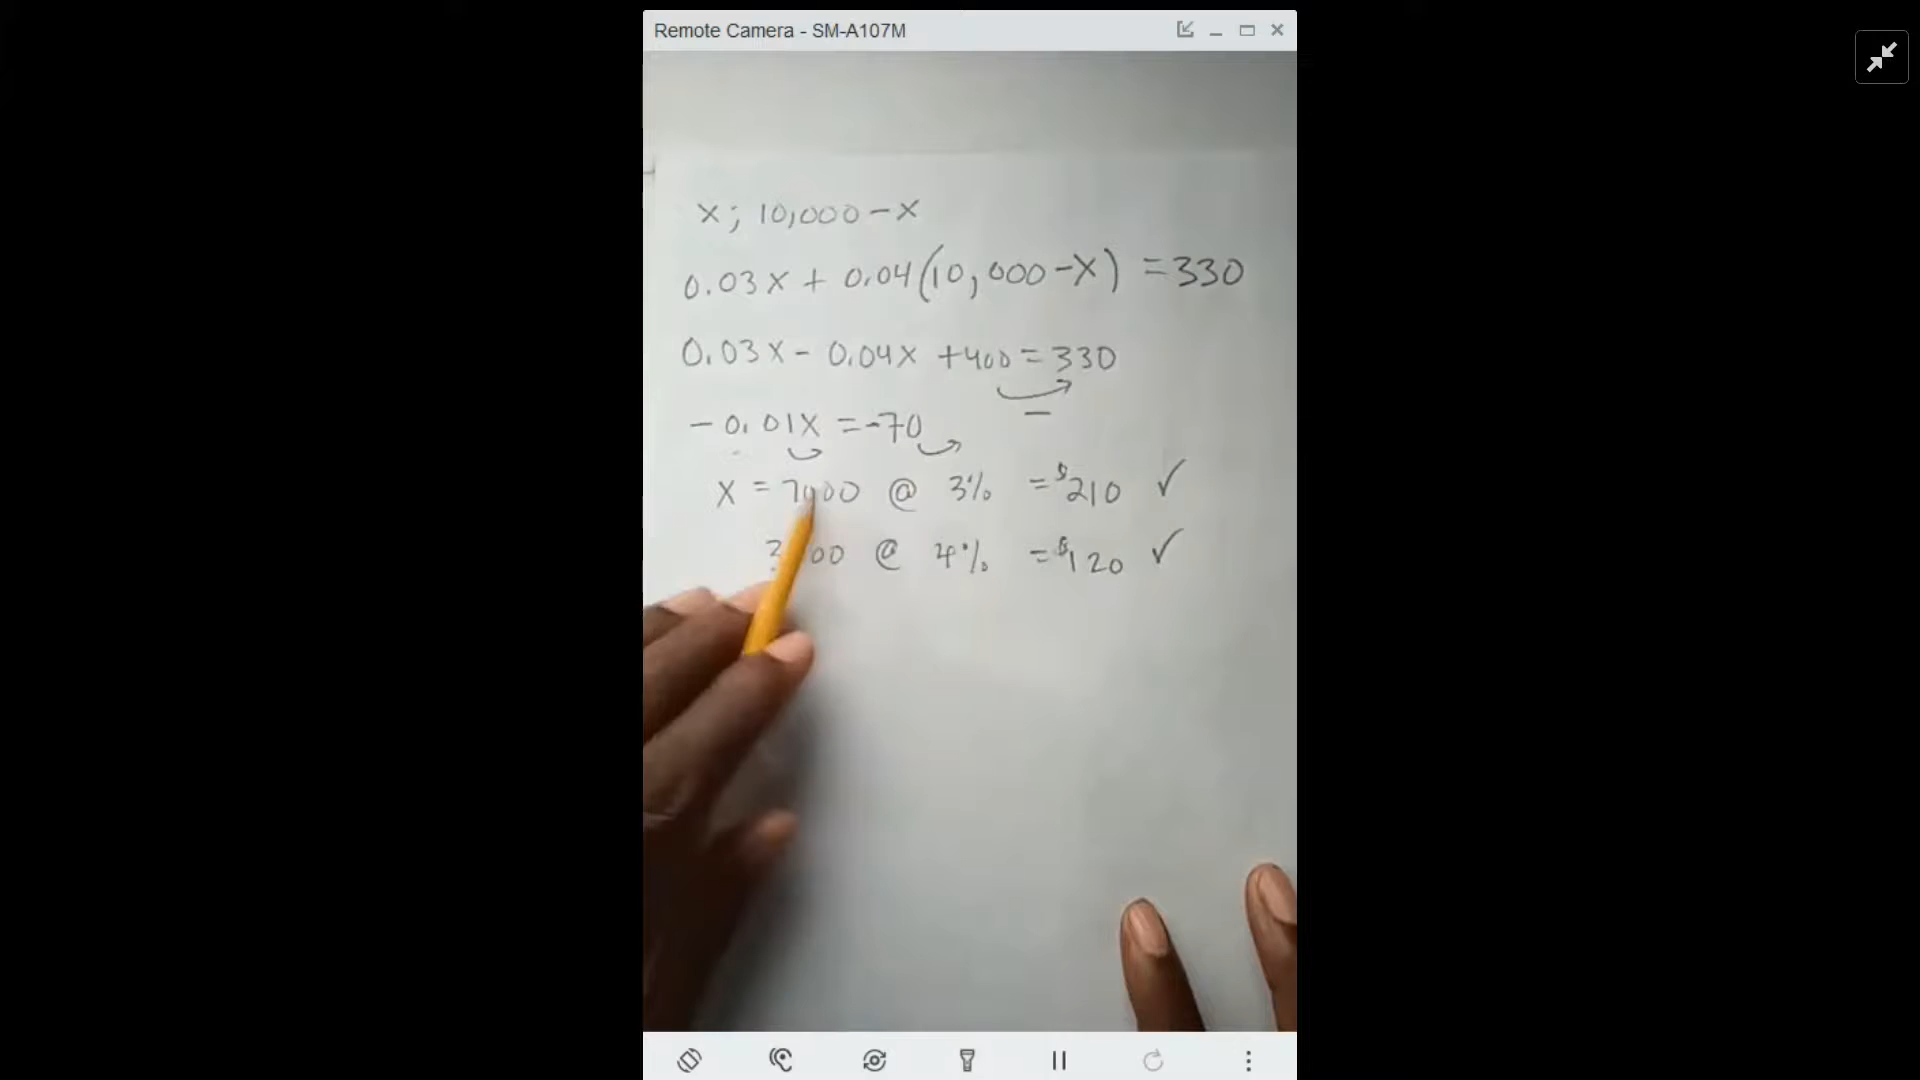 Remote Camera - SM-A107M
x; 10,000-x
0.03x + 0.04(10,000-x) = 330
0.03x - 0.04x +400 = 330
-
-0.01x = -70
x = 7000 @ 3% = $210 ✓
@ 4% = $120 ✓